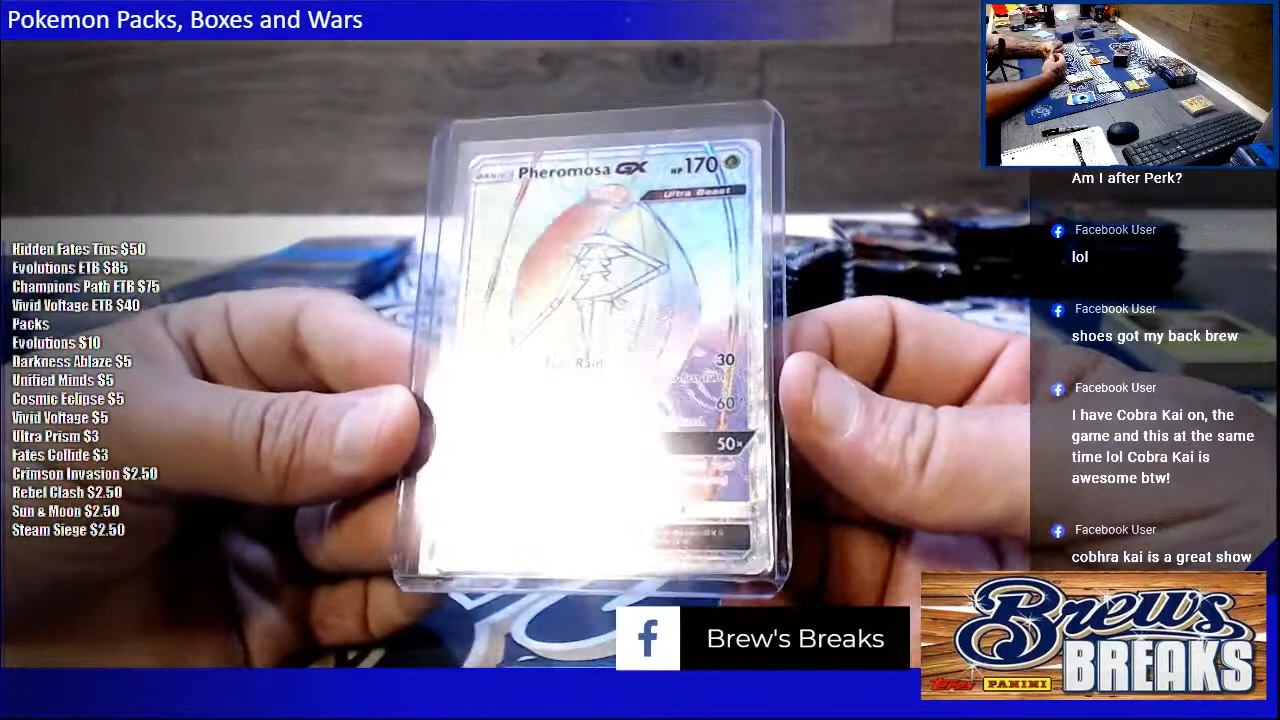 Pokemon Packs, Boxes and Wars
Hidden Fates Tins $50
Evolutions ETB $85
Champions Path ETB $75
Vivid Voltage ETB $40
Packs
Evolutions $10
Darkness Ablaze $5
Unified Minds $5
Cosmic Eclipse $5
Vivid Voltage $5
Ultra Prism $3
Fates Collide $3
Crimson Invasion $2.50
Rebel Clash $2.50
Sun & Moon $2.50
Steam Siege $2.50
BASIC Pheromosa GX HP 170
Ultra Beast
30
60
50×
Am I after Perk?
Facebook User
lol
Facebook User
shoes got my back brew
Facebook User
I have Cobra Kai on, the
game and this at the same
time lol Cobra Kai is
awesome btw!
Facebook User
cobhra kai is a great show
f Brew's Breaks
Brew's
BREAKS
Topps PANINI